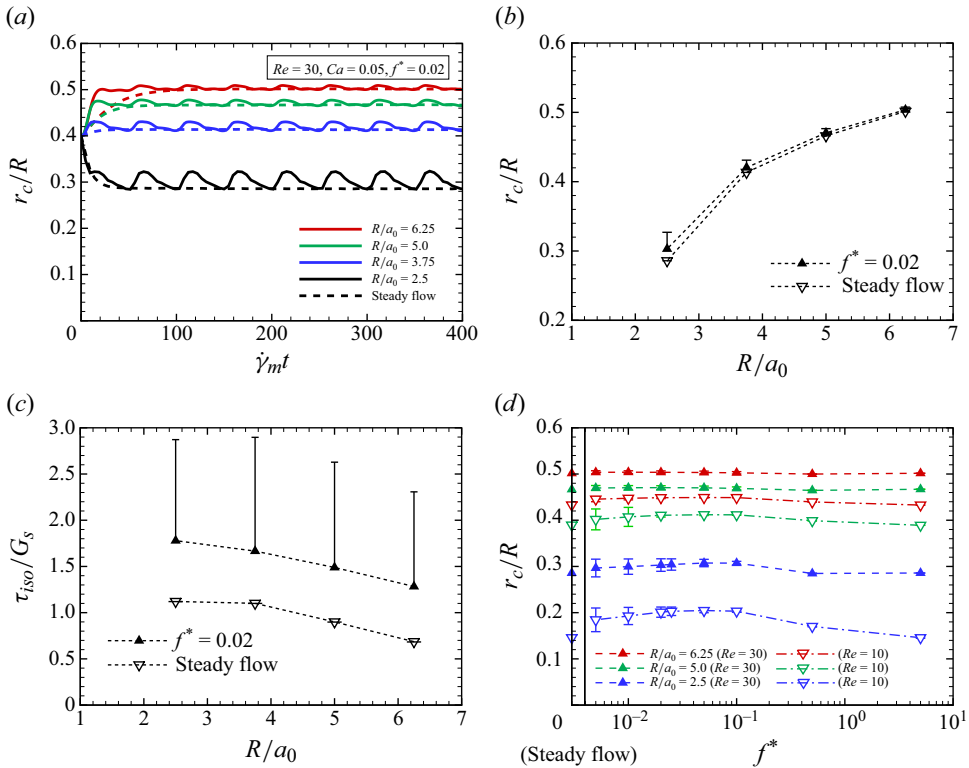 (a)
0.6
0.5
0.4
0.3
0.2
0.1
0
r_c/R
Re = 30, Ca = 0.05, f* = 0.02
R/a_0 = 6.25
R/a_0 = 5.0
R/a_0 = 3.75
R/a_0 = 2.5
Steady flow
0 100 200 300 400
γ̇_m t
(b)
0.6
0.5
0.4
0.3
0.2
r_c/R
f* = 0.02
Steady flow
1 2 3 4 5 6 7
R/a_0
(c)
3.0
2.5
2.0
1.5
1.0
0.5
0
τ_iso/G_s
f* = 0.02
Steady flow
1 2 3 4 5 6 7
R/a_0
(d)
0.6
0.5
0.4
0.3
0.2
0.1
r_c/R
R/a_0 = 6.25 (Re = 30) (Re = 10)
R/a_0 = 5.0 (Re = 30) (Re = 10)
R/a_0 = 2.5 (Re = 30) (Re = 10)
0 10^-2 10^-1 10^0 10^1
(Steady flow) f*